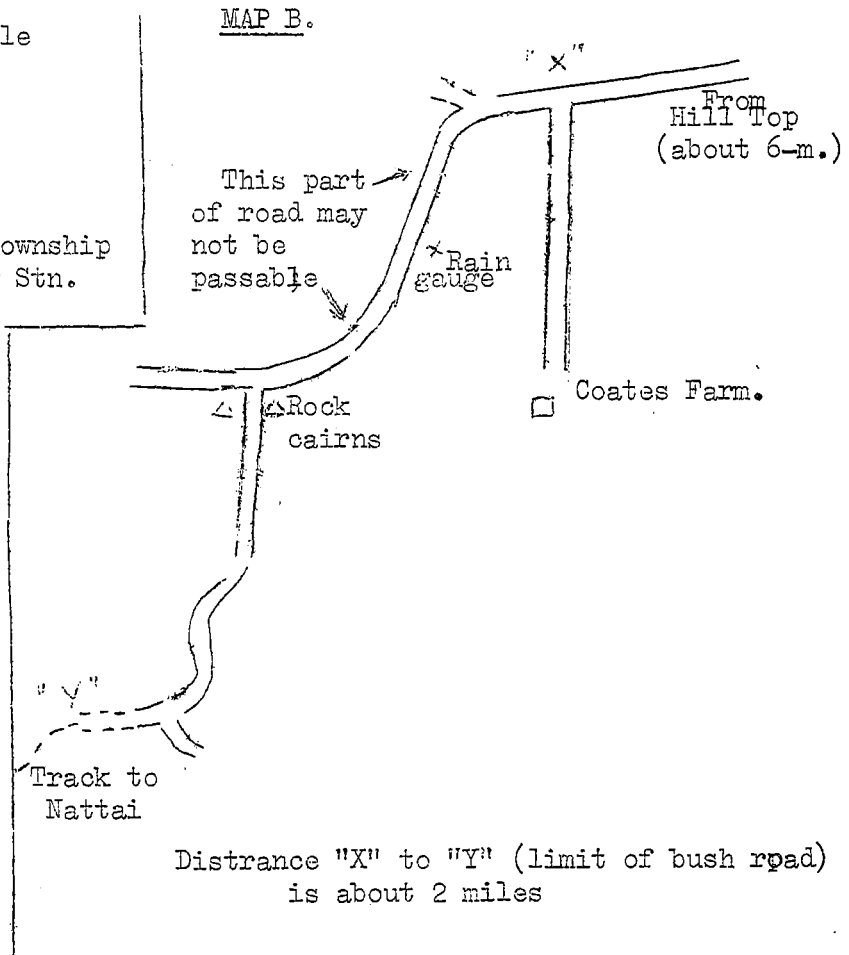 MAP B.
le
" X "
From
Hill Top
(about 6-m.)
This part
of road may
not be
passable
Rain
gauge
ownship
Stn.
Coates Farm.
Rock
cairns
" Y "
Track to
Nattai
Distrance "X" to "Y" (limit of bush rpad)
is about 2 miles